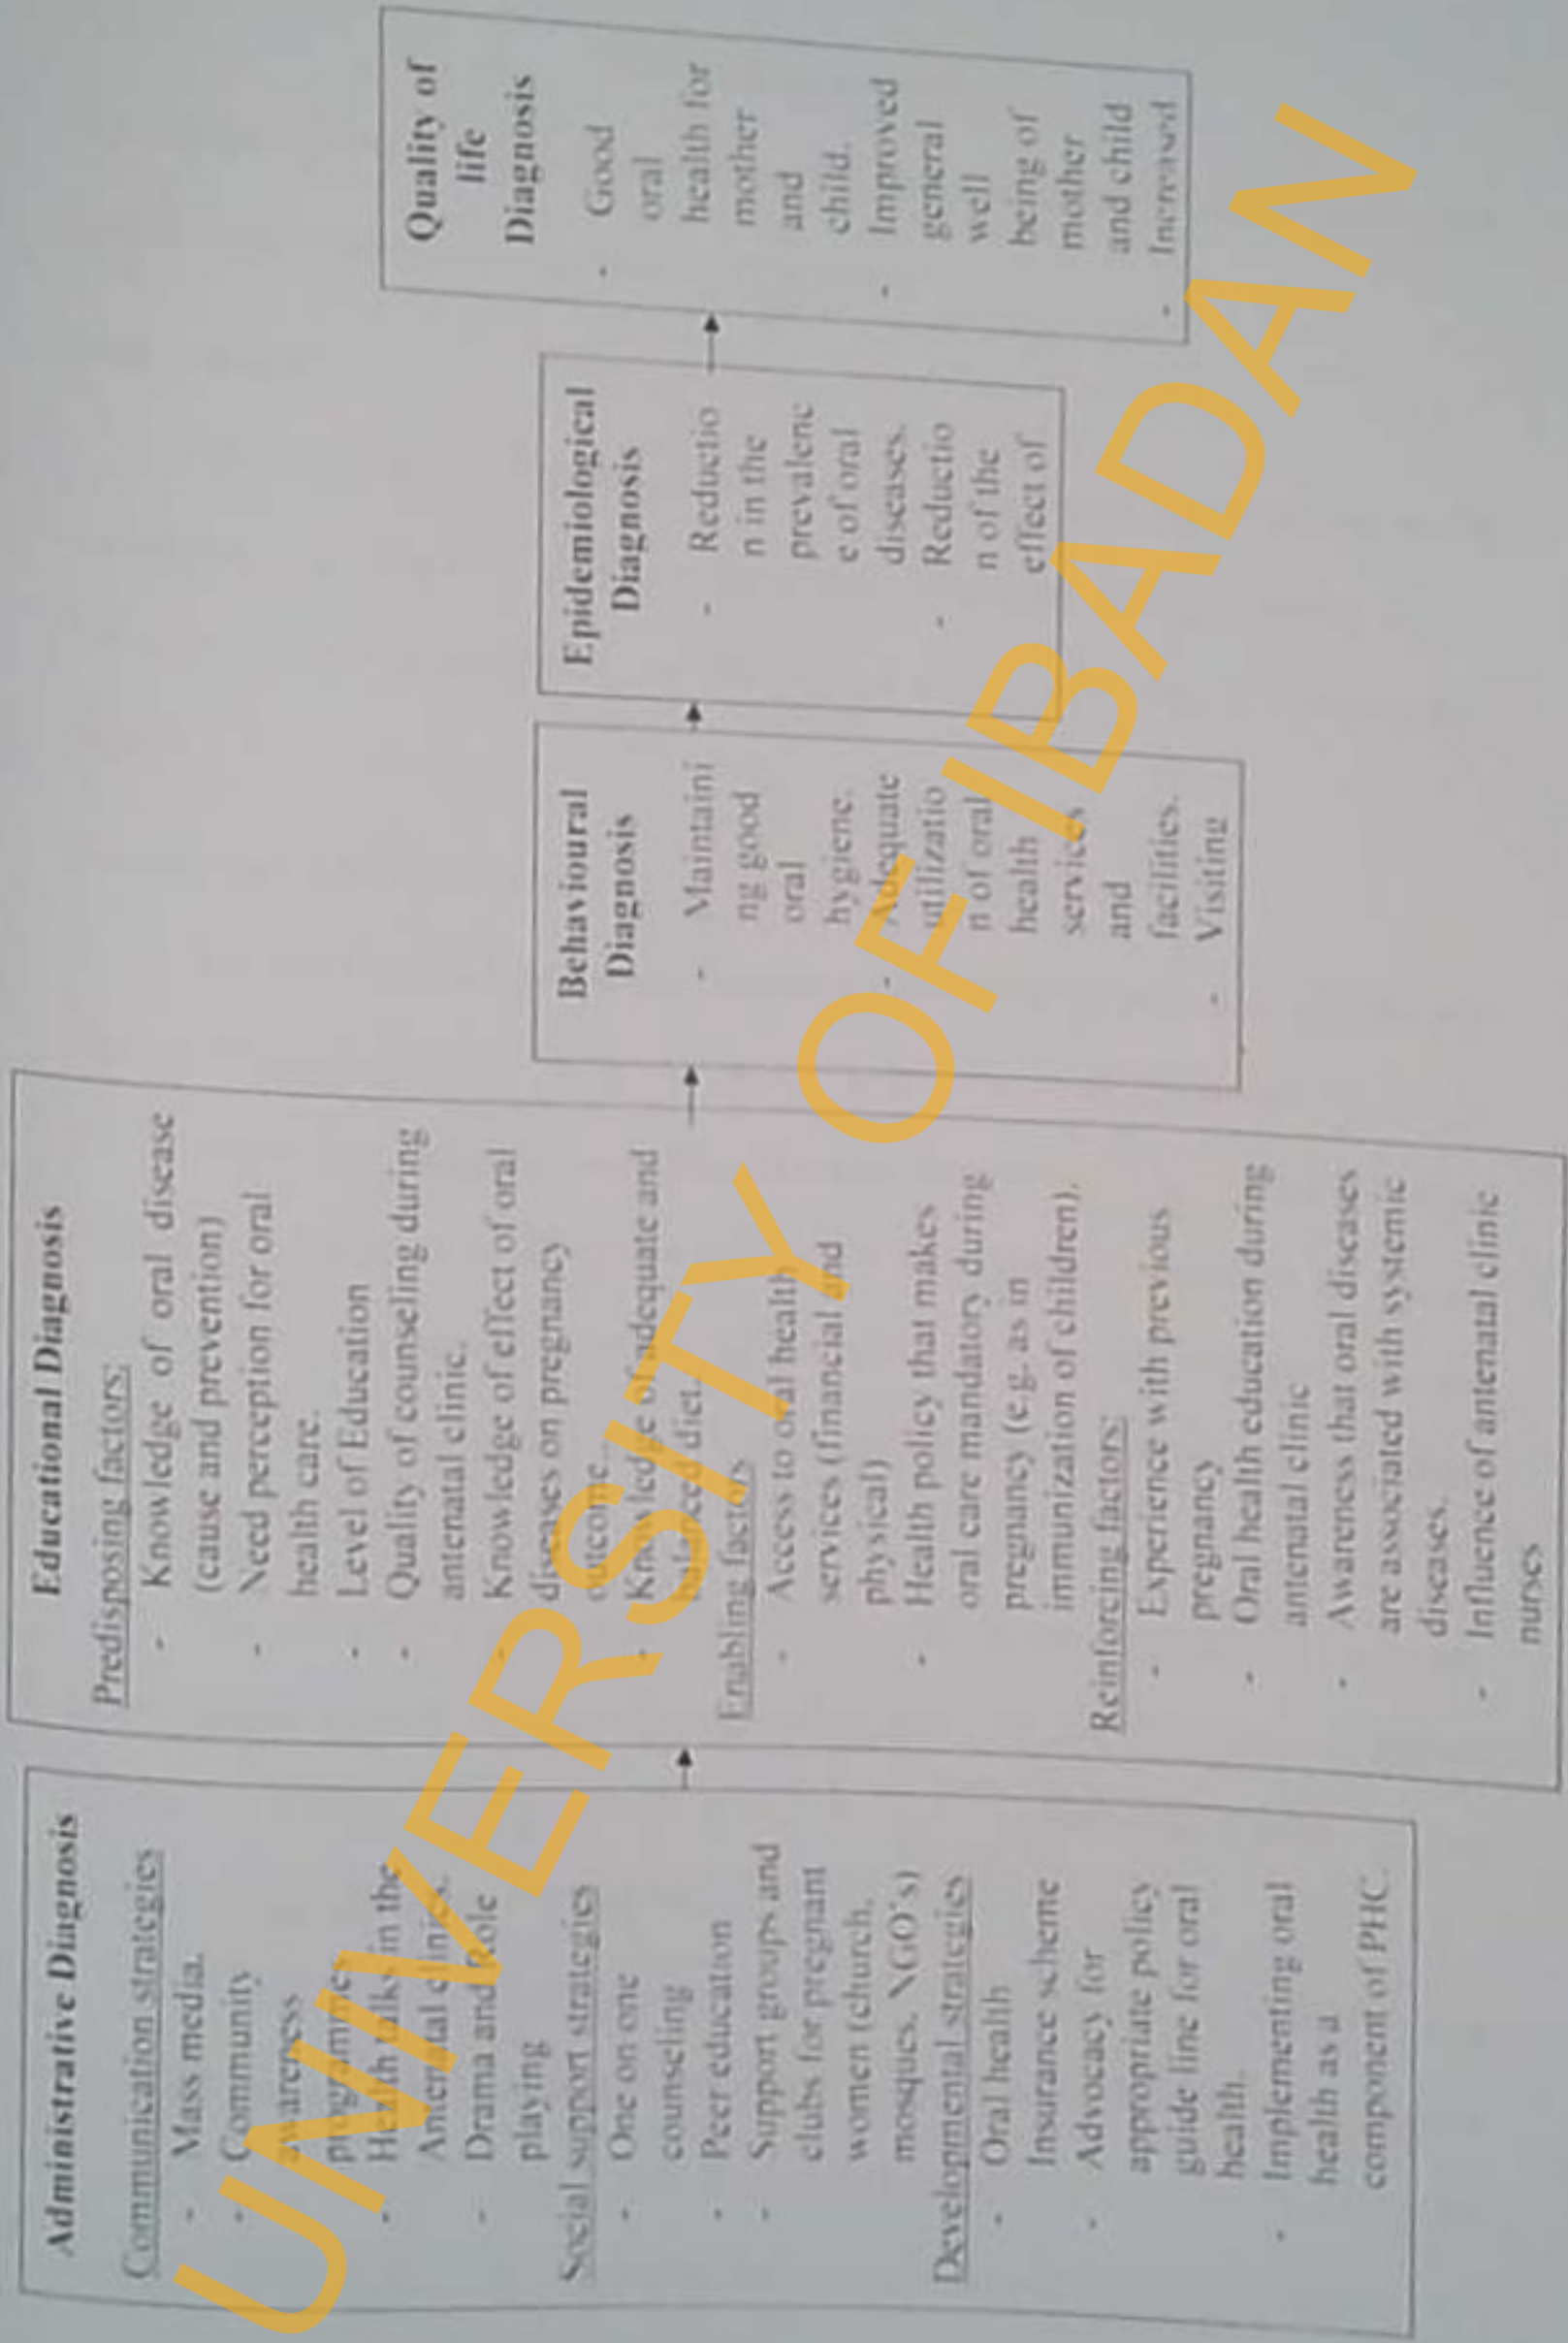 Administrative Diagnosis
Communication strategies
- Mass media.
- Community
awareness
programmes
- Health talks in the
Antenatal clinics.
- Drama and Role
playing
Social support strategies
- One on one
counseling
- Peer education
- Support groups and
clubs for pregnant
women (church,
mosques, NGO's)
Developmental strategies
- Oral health
Insurance scheme
- Advocacy for
appropriate policy
guide line for oral
health.
- Implementing oral
health as a
component of PHC.
Educational Diagnosis
Predisposing factors:
- Knowledge of oral disease
(cause and prevention)
- Need perception for oral
health care.
- Level of Education
- Quality of counseling during
antenatal clinic.
- Knowledge of effect of oral
diseases on pregnancy
outcome.
- Knowledge of adequate and
balanced diet.
Enabling factors
- Access to oral health
services (financial and
physical)
- Health policy that makes
oral care mandatory during
pregnancy (e.g. as in
immunization of children).
Reinforcing factors:
- Experience with previous
pregnancy
- Oral health education during
antenatal clinic
- Awareness that oral diseases
are associated with systemic
diseases.
- Influence of antenatal clinic
nurses
Behavioural
Diagnosis
- Maintaini
ng good
oral
hygiene.
- Adequate
utilizatio
n of oral
health
services
and
facilities.
- Visiting
Epidemiological
Diagnosis
- Reductio
n in the
prevalenc
e of oral
diseases.
- Reductio
n of the
effect of
Quality of
life
Diagnosis
- Good
oral
health for
mother
and
child.
- Improved
general
well
being of
mother
and child
- Increased
UNIVERSITY OF IBADAN